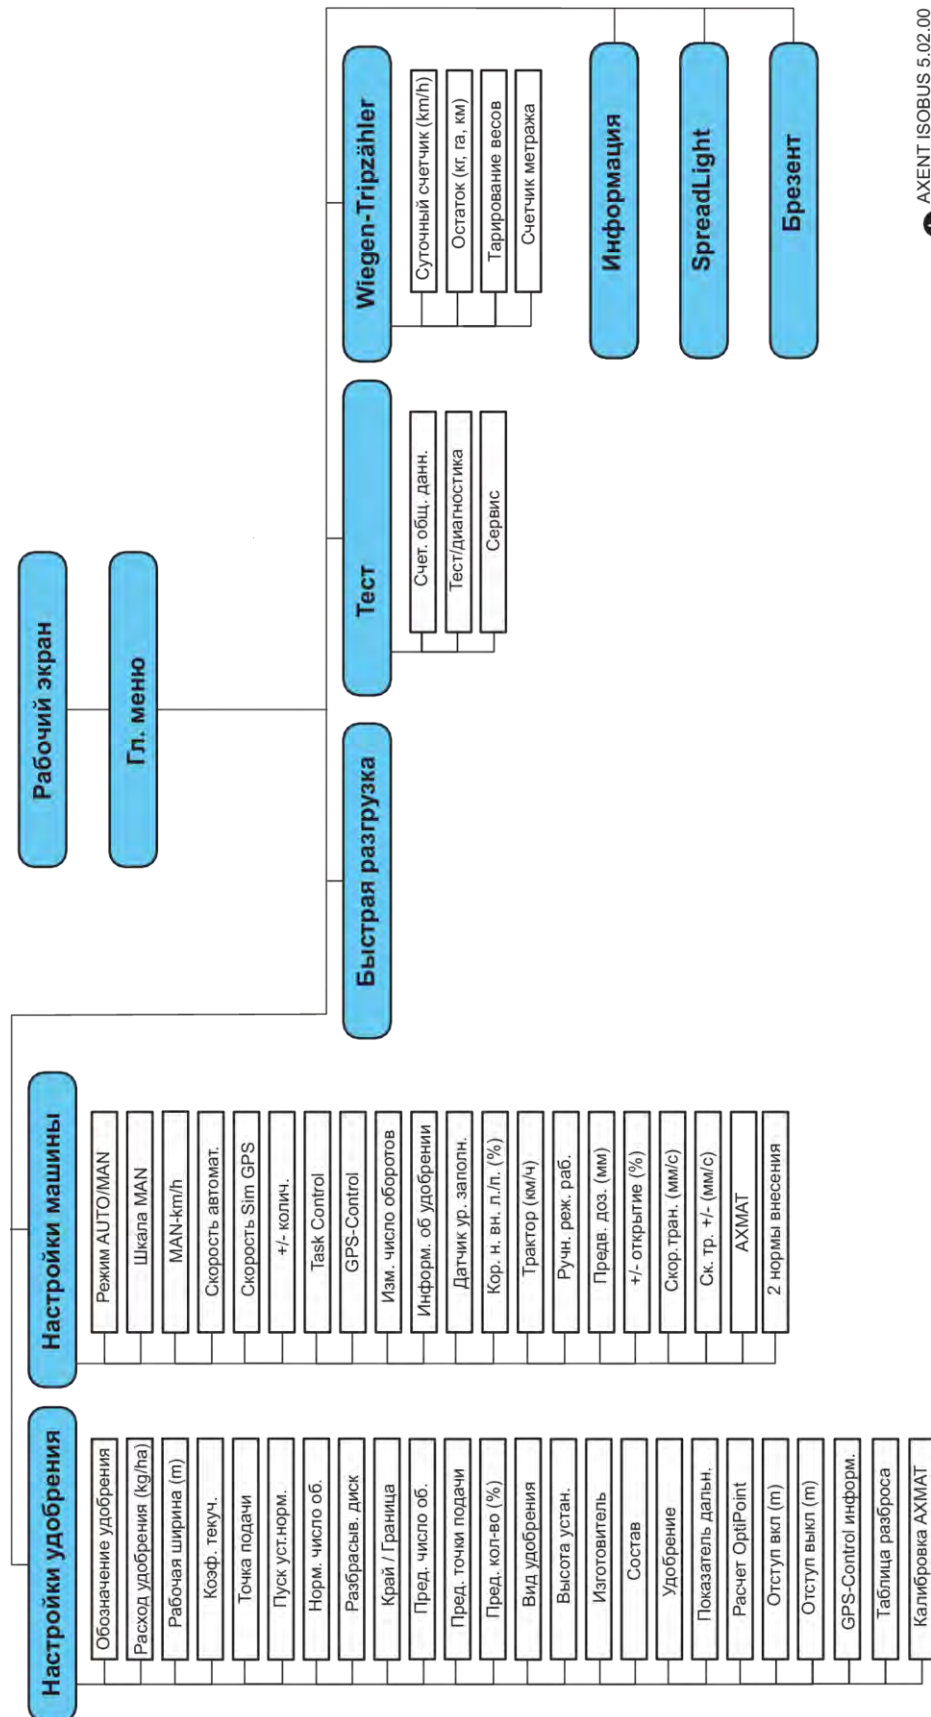 Рабочий экран
Гл. меню
Настройки удобрения
Обозначение удобрения
Расход удобрения (kg/ha)
Рабочая ширина (m)
Коэф. текуч.
Точка подачи
Пуск уст.норм.
Норм. число об.
Разбрасыв. диск
Край / Граница
Пред. число об.
Пред. точки подачи
Пред. кол-во (%)
Вид удобрения
Высота устан.
Изготовитель
Состав
Удобрение
Показатель дальн.
Расчет OptiPoint
Отступ вкл (m)
Отступ выкл (m)
GPS-Control информ.
Таблица разброса
Калибровка AXMAT
Настройки машины
Режим AUTO/MAN
Шкала MAN
MAN-km/h
Скорость автомат.
Скорость Sim GPS
+/- колич.
Task Control
GPS-Control
Изм. число оборотов
Информ. об удобрении
Датчик ур. заполн.
Кор. н. вн. л./п. (%)
Трактор (км/ч)
Ручн. реж. раб.
Предв. доз. (мм)
+/- открытие (%)
Скор.тран. (мм/с)
Ск. тр. +/- (мм/с)
AXMAT
2 нормы внесения
Быстрая разгрузка
Тест
Счет. общ. данн.
Тест/диагностика
Сервис
Wiegen-Tripzähler
Суточный счетчик (km/h)
Остаток (кг, га, км)
Тарирование весов
Счетчик метража
Информация
SpreadLight
Брезент
AXENT ISOBUS 5.02.00